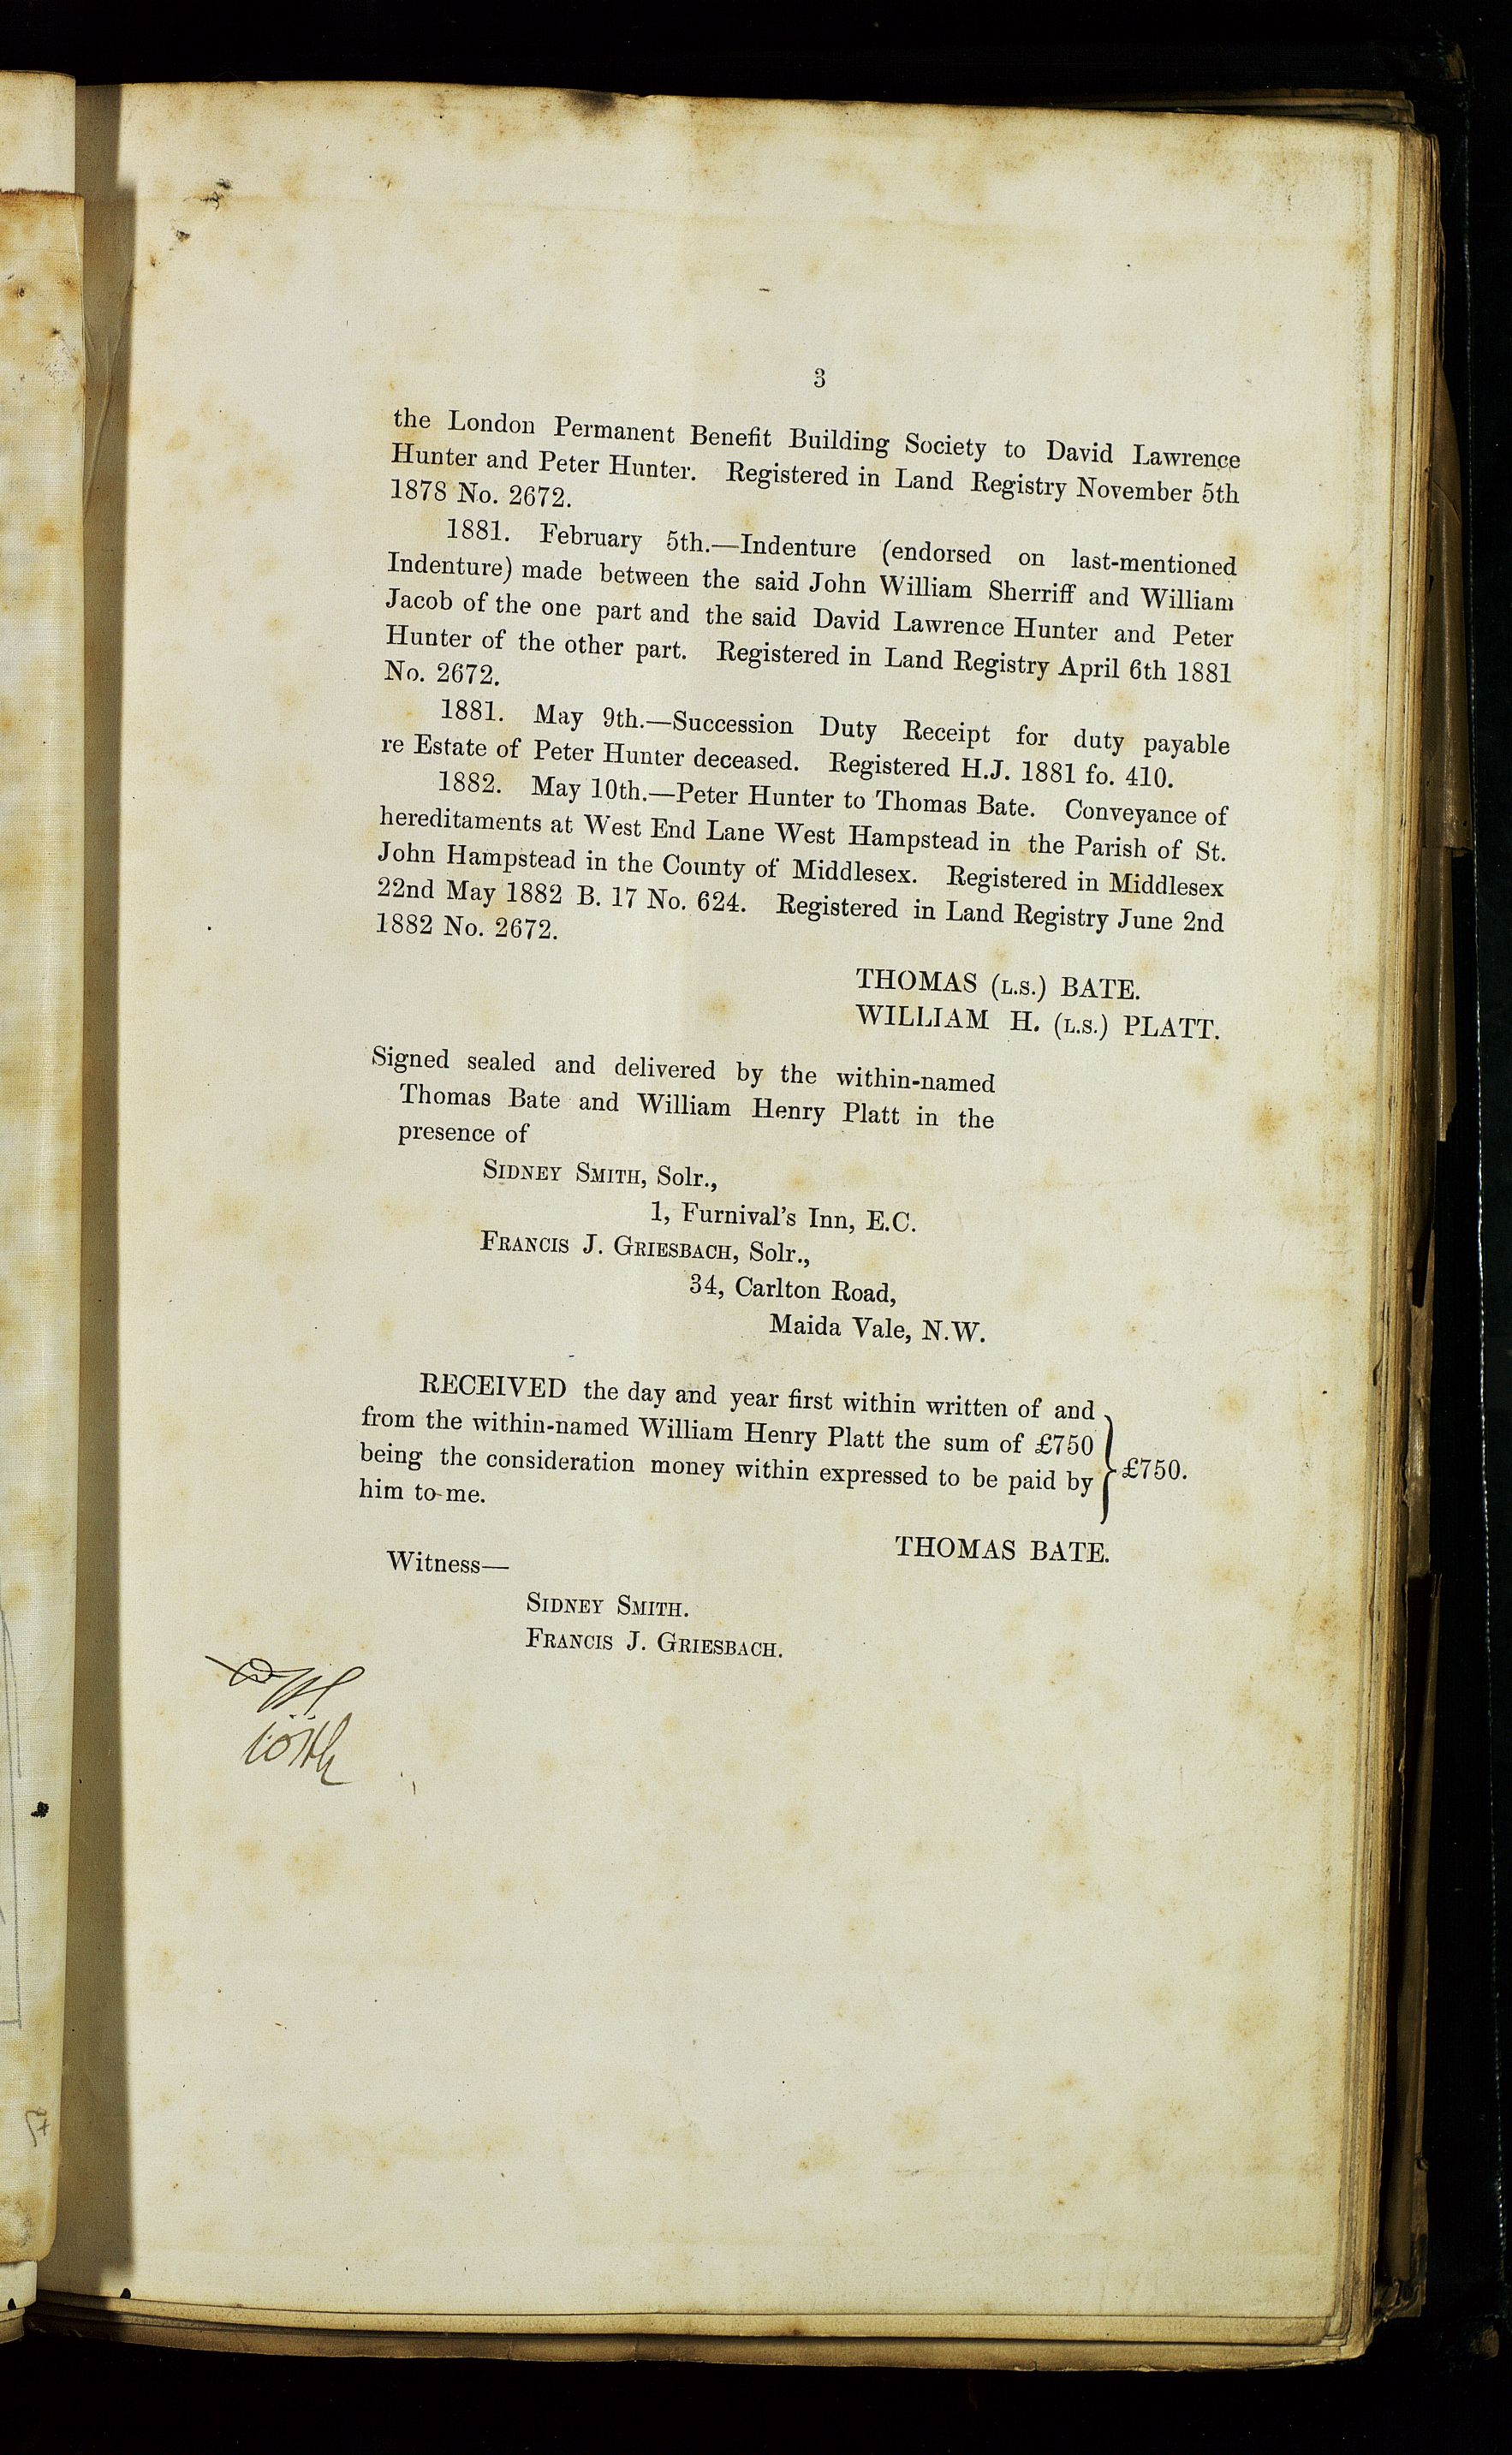 3
the London Permanent Benefit Building Society to David Lawrence
Hunter and Peter Hunter. Registered in Land Registry November 5th
1878 No. 2672.
1881. February 5th.—Indenture (endorsed on last-mentioned
Indenture) made between the said John William Sherriff and William
Jacob of the one part and the said David Lawrence Hunter and Peter
Hunter of the other part. Registered in Land Registry April 6th 1881
No. 2672.
1881. May 9th.—Succession Duty Receipt for duty payable
re Estate of Peter Hunter deceased. Registered H.J. 1881 fo. 410.
1882. May 10th.—Peter Hunter to Thomas Bate. Conveyance of
hereditaments at West End Lane West Hampstead in the Parish of St.
John Hampstead in the County of Middlesex. Registered in Middlesex
22nd May 1882 B. 17 No. 624. Registered in Land Registry June 2nd
1882 No. 2672.
THOMAS (L.S.) BATE.
WILLIAM H. (L.S.) PLATT.
Signed sealed and delivered by the within-named
Thomas Bate and William Henry Platt in the
presence of
SIDNEY SMITH, Solr.,
1, Furnival's Inn, E.C.
FRANCIS J. GRIESBACH, Solr.,
34, Carlton Road,
Maida Vale, N.W.
RECEIVED the day and year first within written of and
from the within-named William Henry Platt the sum of £750
being the consideration money within expressed to be paid by
him to me.
£750.
THOMAS BATE.
Witness—
SIDNEY SMITH.
FRANCIS J. GRIESBACH.